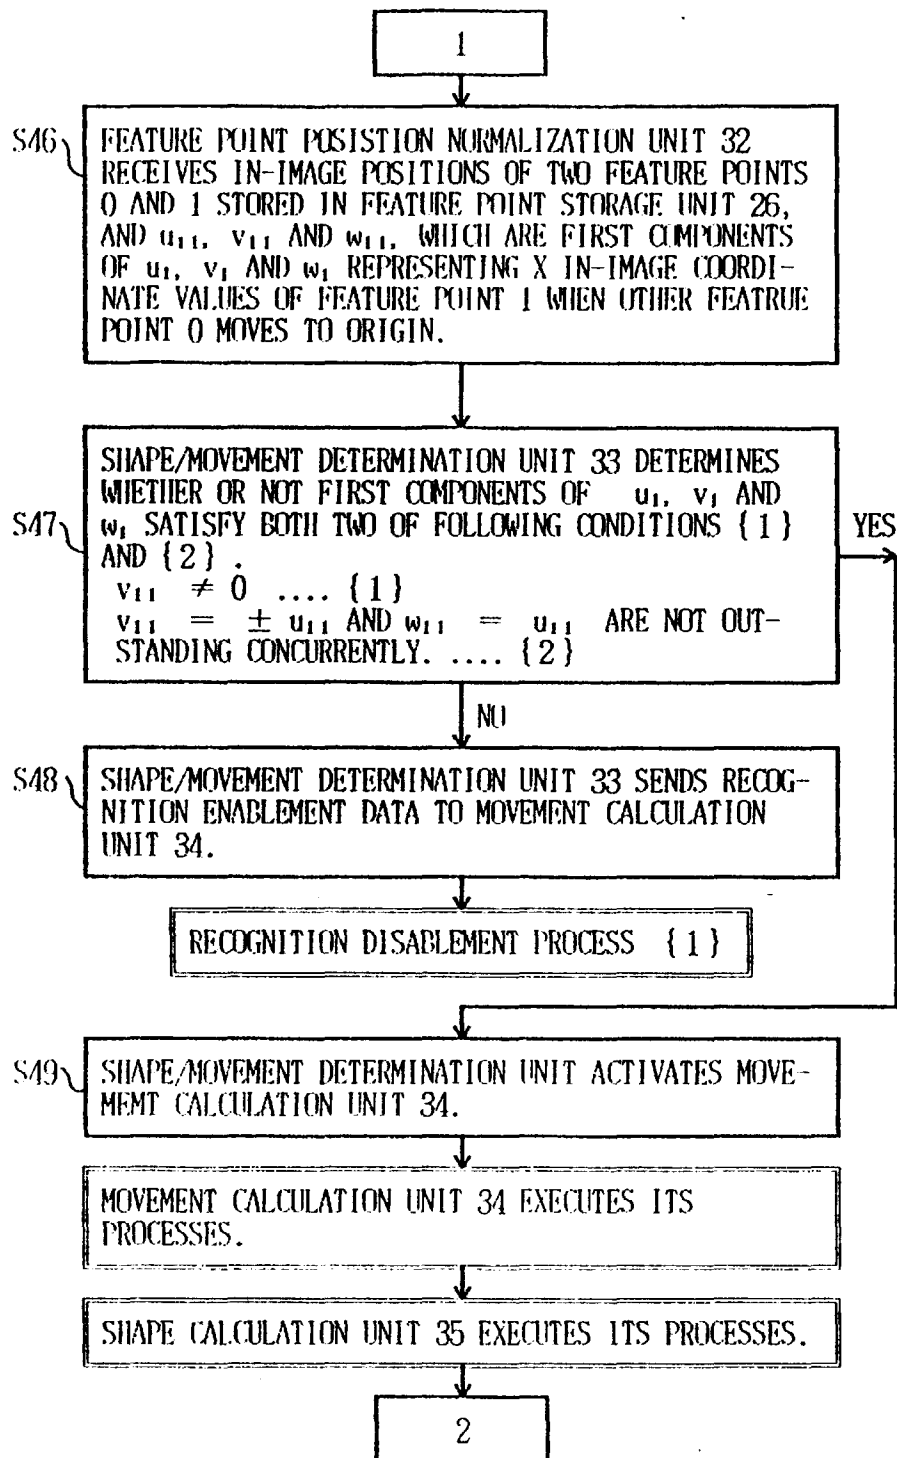 1
S46
FEATURE POINT POSISTION NORMALIZATION UNIT 32
RECEIVES IN-IMAGE POSITIONS OF TWO FEATURE POINTS
0 AND 1 STORED IN FEATURE POINT STORAGE UNIT 26,
AND u₁₁, v₁₁ AND w₁₁, WHICH ARE FIRST COMPONENTS
OF u₁, v₁ AND w₁ REPRESENTING X IN-IMAGE COORDI-
NATE VALUES OF FEATURE POINT 1 WHEN OTHER FEATRUE
POINT 0 MOVES TO ORIGIN.
S47
SHAPE/MOVEMENT DETERMINATION UNIT 33 DETERMINES
WHETHER OR NOT FIRST COMPONENTS OF u₁, v₁ AND
w₁ SATISFY BOTH TWO OF FOLLOWING CONDITIONS {1}
AND {2}.
v₁₁ ≠ 0 .... {1}
v₁₁ = ± u₁₁ AND w₁₁ = u₁₁ ARE NOT OUT-
STANDING CONCURRENTLY. .... {2}
YES
NO
S48
SHAPE/MOVEMENT DETERMINATION UNIT 33 SENDS RECOG-
NITION ENABLEMENT DATA TO MOVEMENT CALCULATION
UNIT 34.
RECOGNITION DISABLEMENT PROCESS {1}
S49
SHAPE/MOVEMENT DETERMINATION UNIT ACTIVATES MOVE-
MEMT CALCULATION UNIT 34.
MOVEMENT CALCULATION UNIT 34 EXECUTES ITS
PROCESSES.
SHAPE CALCULATION UNIT 35 EXECUTES ITS PROCESSES.
2